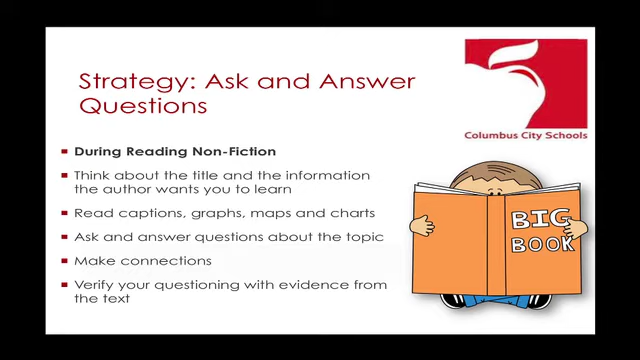 Strategy: Ask and Answer
Questions
Columbus City Schools
During Reading Non-Fiction
Think about the title and the information
the author wants you to learn
Read captions, graphs, maps and charts
Ask and answer questions about the topic
Make connections
Verify your questioning with evidence from
the text
BIG
BOOK